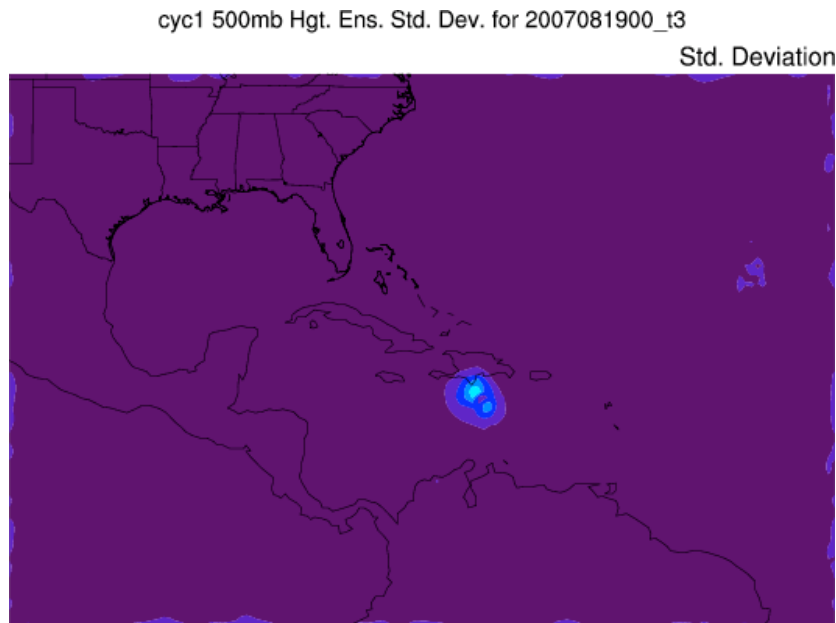 cyc1 500mb Hgt. Ens. Std. Dev. for 2007081900_t3
Std. Deviation